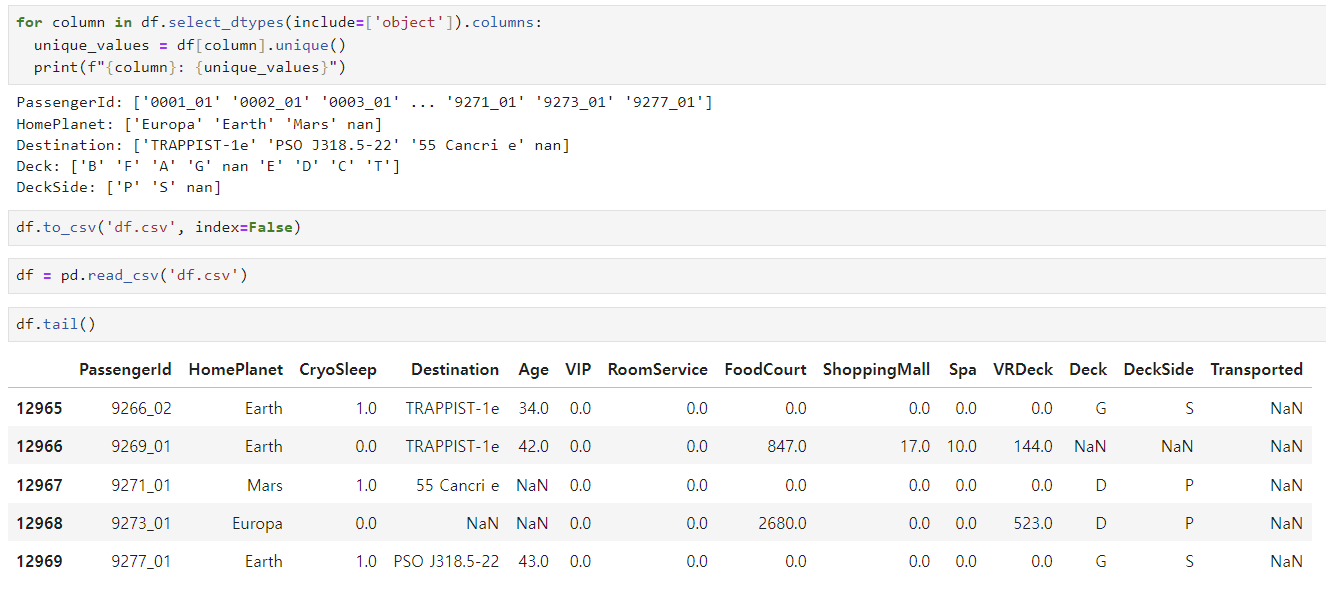 for column in df.select_dtypes(include=['object']).columns:
  unique_values = df[column].unique()
  print(f"{column}: {unique_values}")
PassengerId: ['0001_01' '0002_01' '0003_01' ... '9271_01' '9273_01' '9277_01']
HomePlanet: ['Europa' 'Earth' 'Mars' nan]
Destination: ['TRAPPIST-1e' 'PSO J318.5-22' '55 Cancri e' nan]
Deck: ['B' 'F' 'A' 'G' nan 'E' 'D' 'C' 'T']
DeckSide: ['P' 'S' nan]
df.to_csv('df.csv', index=False)
df = pd.read_csv('df.csv')
df.tail()
PassengerId HomePlanet CryoSleep Destination Age VIP RoomService FoodCourt ShoppingMall Spa VRDeck Deck DeckSide Transported
12965 9266_02 Earth 1.0 TRAPPIST-1e 34.0 0.0 0.0 0.0 0.0 0.0 0.0 G S NaN
12966 9269_01 Earth 0.0 TRAPPIST-1e 42.0 0.0 0.0 847.0 17.0 10.0 144.0 NaN NaN NaN
12967 9271_01 Mars 1.0 55 Cancri e NaN 0.0 0.0 0.0 0.0 0.0 0.0 D P NaN
12968 9273_01 Europa 0.0 NaN NaN 0.0 0.0 2680.0 0.0 0.0 523.0 D P NaN
12969 9277_01 Earth 1.0 PSO J318.5-22 43.0 0.0 0.0 0.0 0.0 0.0 0.0 G S NaN